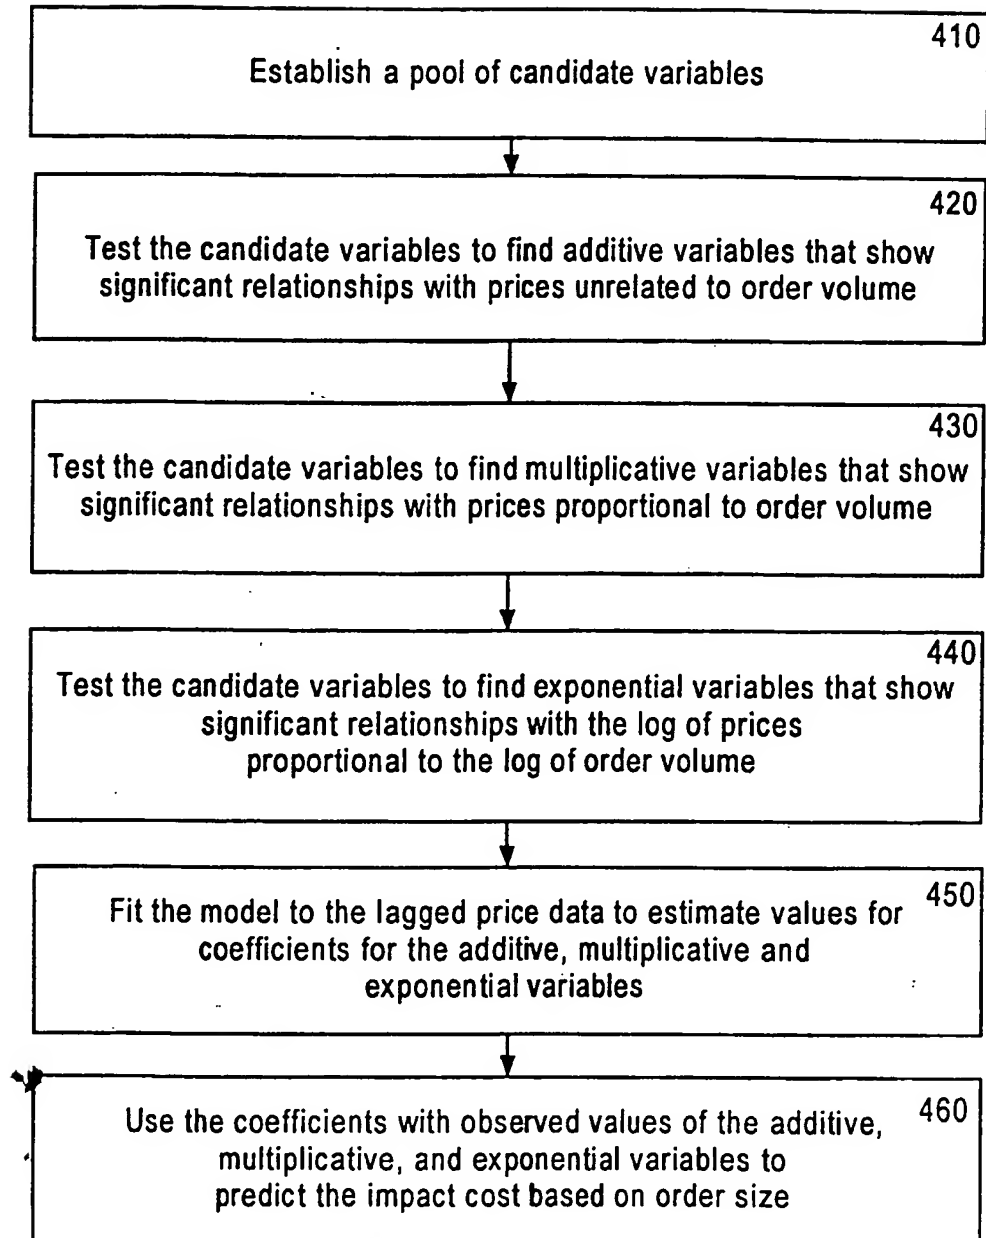 410
Establish a pool of candidate variables
420
Test the candidate variables to find additive variables that show
significant relationships with prices unrelated to order volume
430
Test the candidate variables to find multiplicative variables that show
significant relationships with prices proportional to order volume
440
Test the candidate variables to find exponential variables that show
significant relationships with the log of prices
proportional to the log of order volume
450
Fit the model to the lagged price data to estimate values for
coefficients for the additive, multiplicative and
exponential variables
460
Use the coefficients with observed values of the additive,
multiplicative, and exponential variables to
predict the impact cost based on order size